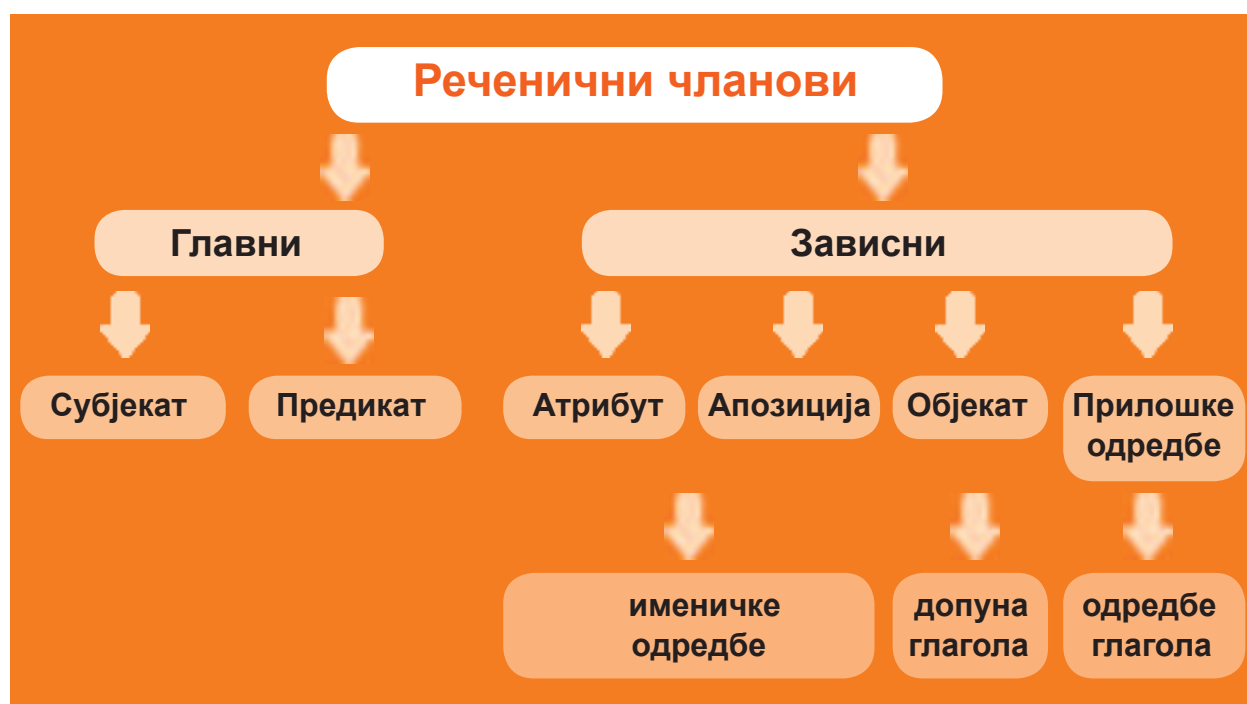 Реченични чланови
Главни
Зависни
Субјекат
Предикат
Атрибут
Апозиција
Објекат
Прилошке
одредбе
именичке
одредбе
допуна
глагола
одредбе
глагола